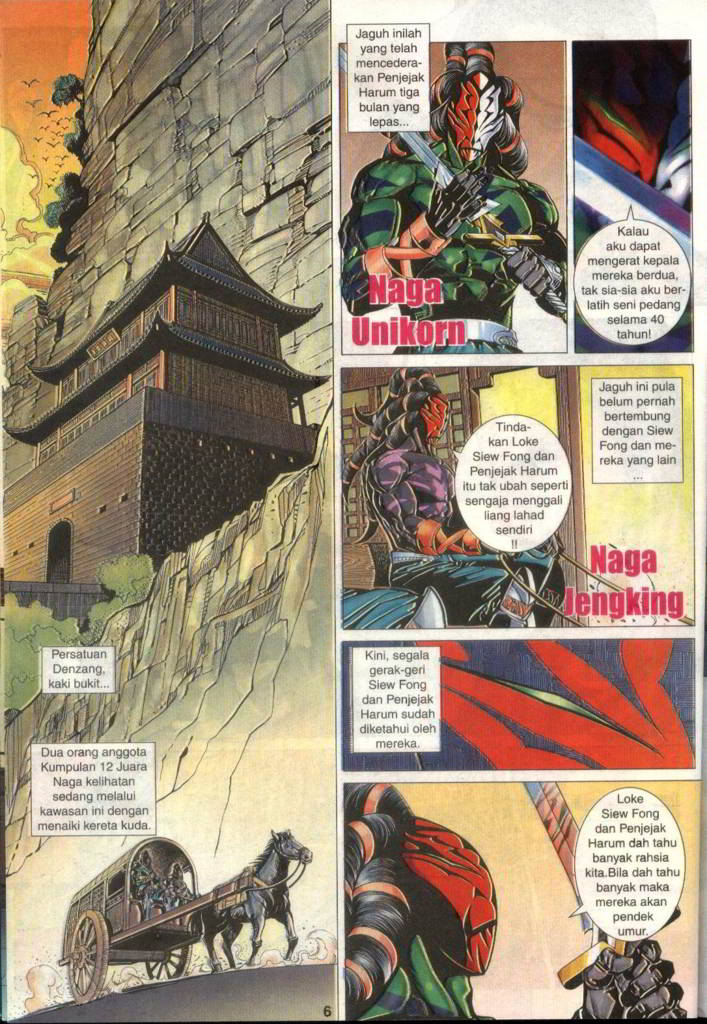 Persatuan
Denzang,
kaki bukit...
Dua orang anggota
Kumpulan 12 Juara
Naga kelihatan
sedang melalui
kawasan ini dengan
menaiki kereta kuda.
6
Jaguh inilah
yang telah
mencedera-
kan Penjejak
Harum tiga
bulan yang
lepas...
Naga
Unikorn
Kalau
aku dapat
mengerat kepala
mereka berdua,
tak sia-sia aku ber-
latih seni pedang
selama 40
tahun!
Tinda-
kan Loke
Siew Fong dan
Penjejak Harum
itu tak ubah seperti
sengaja menggali
liang lahad
sendiri
!!
Jaguh ini pula
belum pernah
bertembung
dengan Siew
Fong dan me-
reka yang lain
...
Naga
Jengking
Kini, segala
gerak-geri
Siew Fong
dan Penjejak
Harum sudah
diketahui oleh
mereka.
Loke
Siew Fong
dan Penjejak
Harum dah tahu
banyak rahsia
kita.Bila dah tahu
banyak maka
mereka akan
pendek
umur.